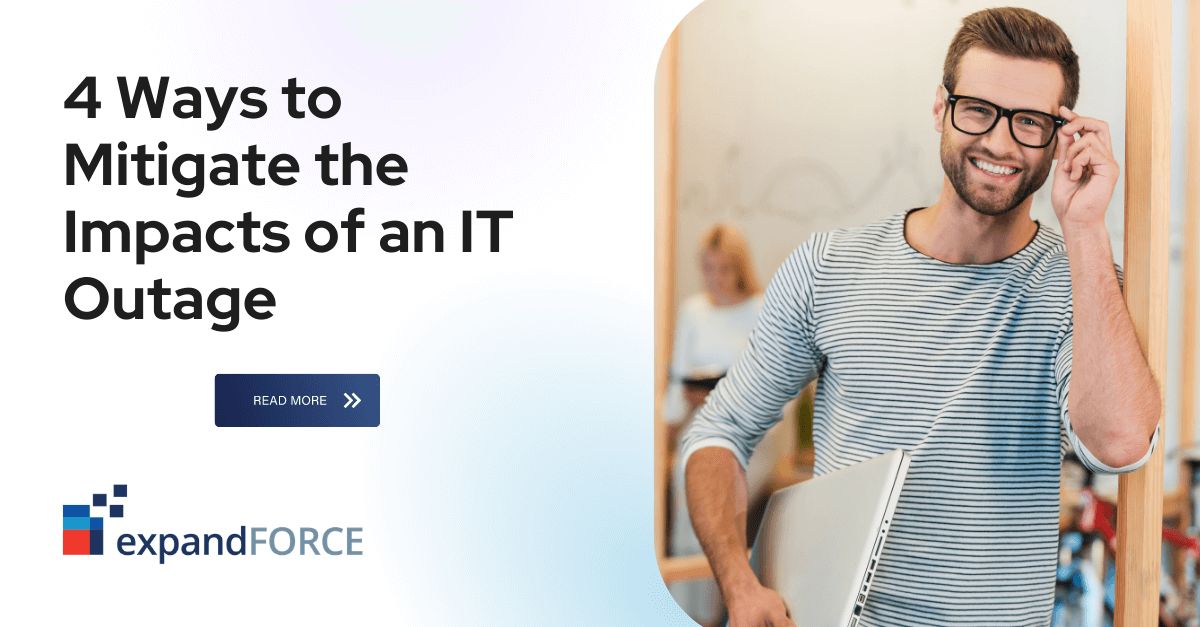 4 Ways to
Mitigate the
Impacts of an IT
Outage
READ MORE
expandFORCE